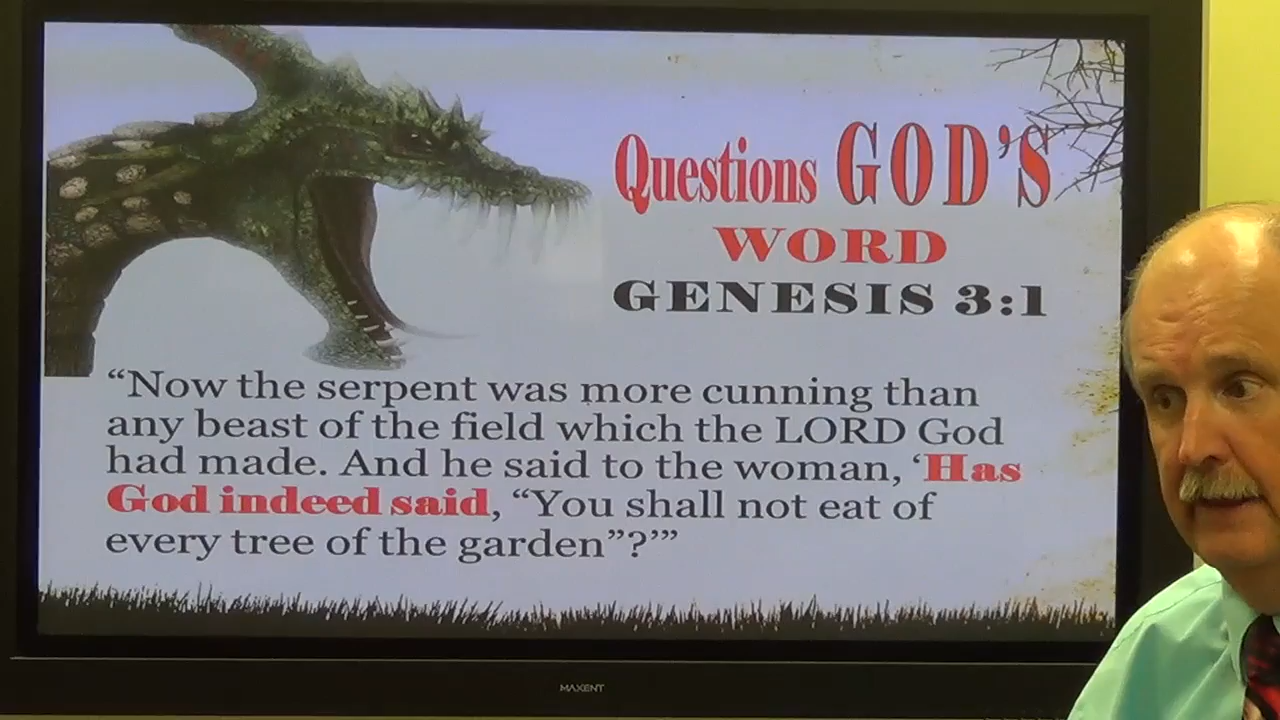 Questions GOD'S
WORD
GENESIS 3:1
“Now the serpent was more cunning than
any beast of the field which the LORD God
had made. And he said to the woman, ‘Has
God indeed said, “You shall not eat of
every tree of the garden”?’”
MAXENT